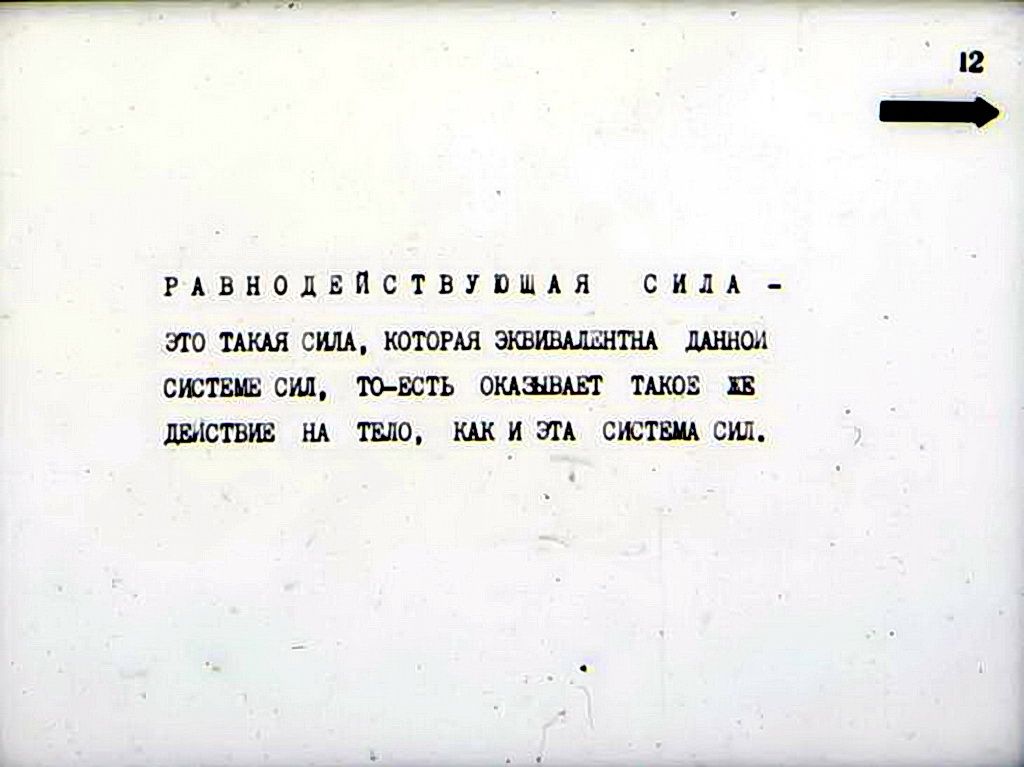 12
РАВНОДЕЙСТВУЮЩАЯ СИЛА –
ЭТО ТАКАЯ СИЛА, КОТОРАЯ ЭКВИВАЛЕНТНА ДАННОЙ
СИСТЕМЕ СИЛ, ТО-ЕСТЬ ОКАЗЫВАЕТ ТАКОЕ ЖЕ
ДЕЙСТВИЕ НА ТЕЛО, КАК И ЭТА СИСТЕМА СИЛ.